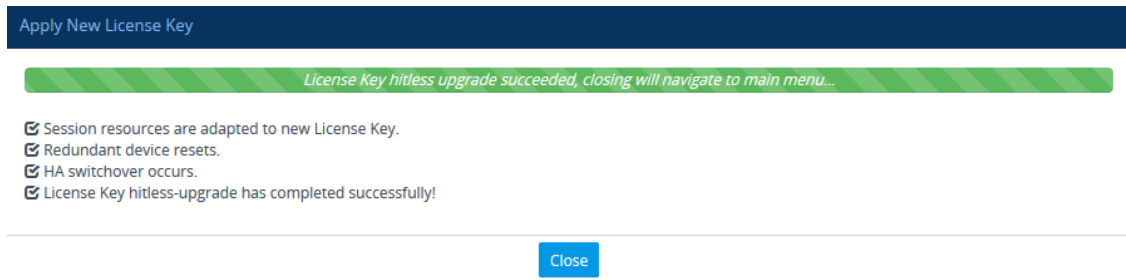 Apply New License Key
License Key hitless upgrade succeeded, closing will navigate to main menu...
Session resources are adapted to new License Key.
Redundant device resets.
HA switchover occurs.
License Key hitless-upgrade has completed successfully!
Close